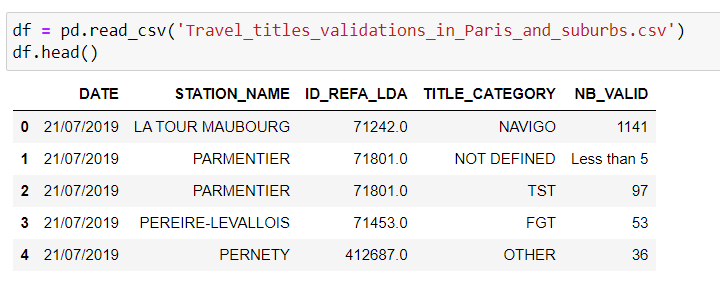 df = pd.read_csv('Travel_titles_validations_in_Paris_and_suburbs.csv')
df.head()
DATE STATION_NAME ID_REFA_LDA TITLE_CATEGORY NB_VALID
0 21/07/2019 LA TOUR MAUBOURG 71242.0 NAVIGO 1141
1 21/07/2019 PARMENTIER 71801.0 NOT DEFINED Less than 5
2 21/07/2019 PARMENTIER 71801.0 TST 97
3 21/07/2019 PEREIRE-LEVALLOIS 71453.0 FGT 53
4 21/07/2019 PERNETY 412687.0 OTHER 36